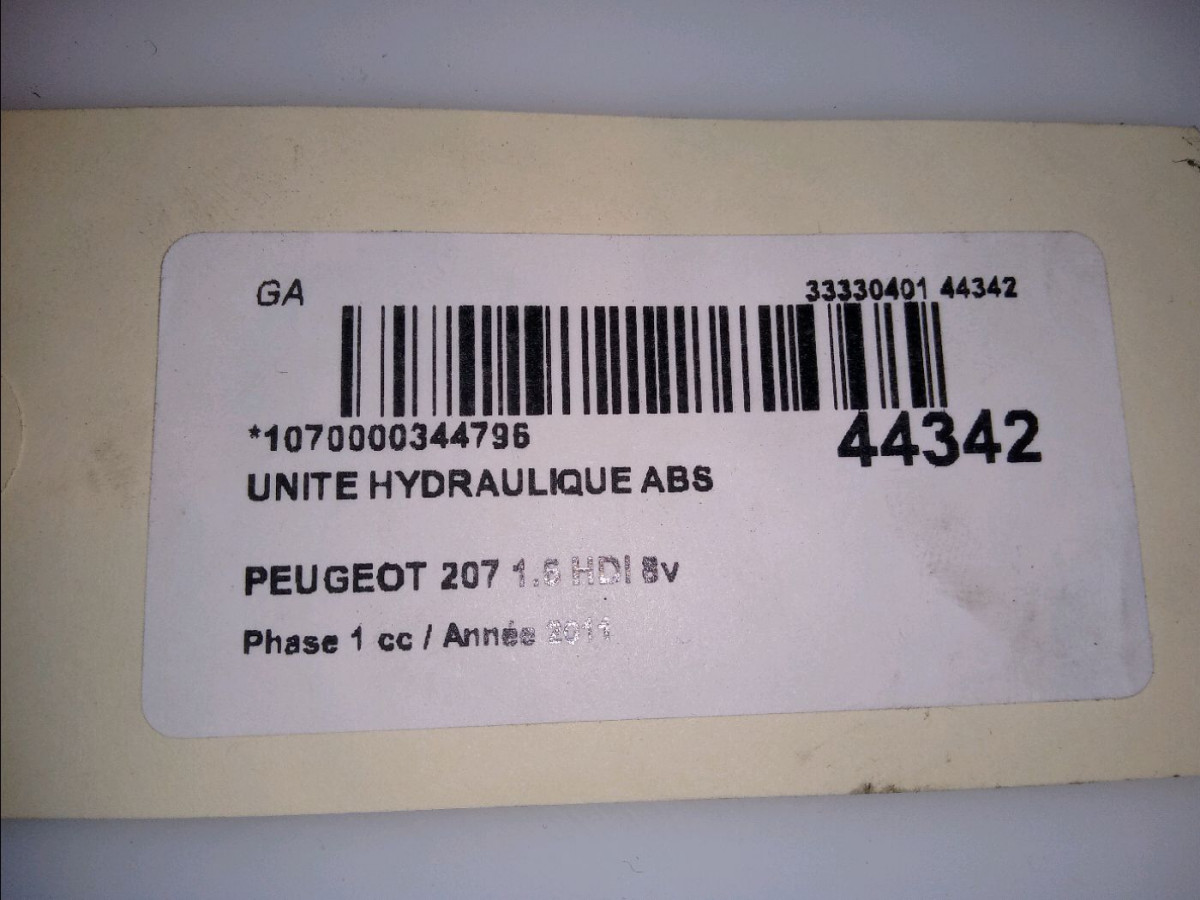 GA
33330401 44342
*1070000344796
44342
UNITE HYDRAULIQUE ABS
PEUGEOT 207 1.6 HDI 8v
Phase 1 cc / Année 2011